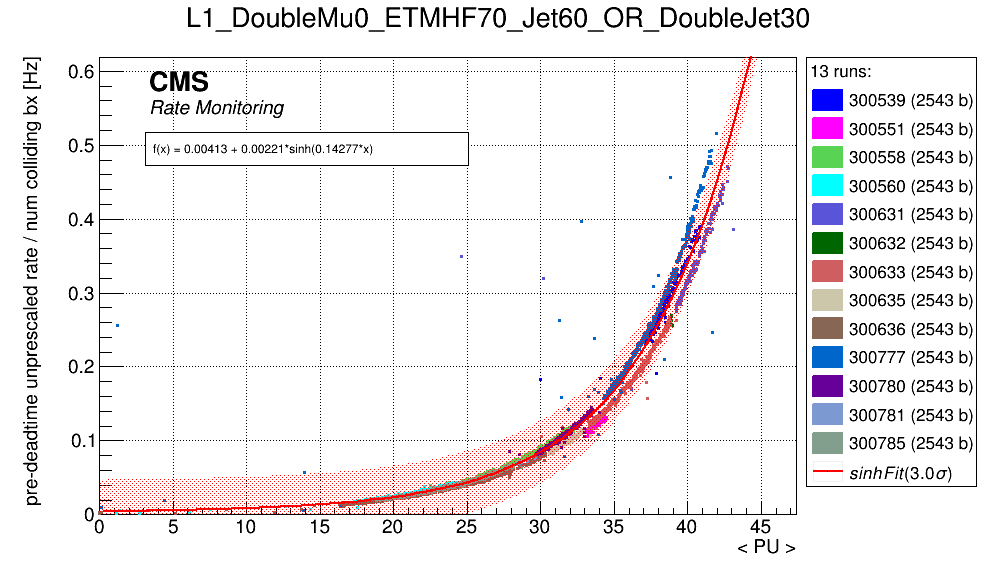 L1_DoubleMu0_ETMHF70_Jet60_OR_DoubleJet30
pre-deadtime unprescaled rate / num colliding bx [Hz]
0.6
0.5
0.4
0.3
0.2
0.1
0
CMS
Rate Monitoring
f(x) = 0.00413 + 0.00221*sinh(0.14277*x)
0 5 10 15 20 25 30 35 40 45
< PU >
13 runs:
300539 (2543 b)
300551 (2543 b)
300558 (2543 b)
300560 (2543 b)
300631 (2543 b)
300632 (2543 b)
300633 (2543 b)
300635 (2543 b)
300636 (2543 b)
300777 (2543 b)
300780 (2543 b)
300781 (2543 b)
300785 (2543 b)
sinhFit(3.0σ)